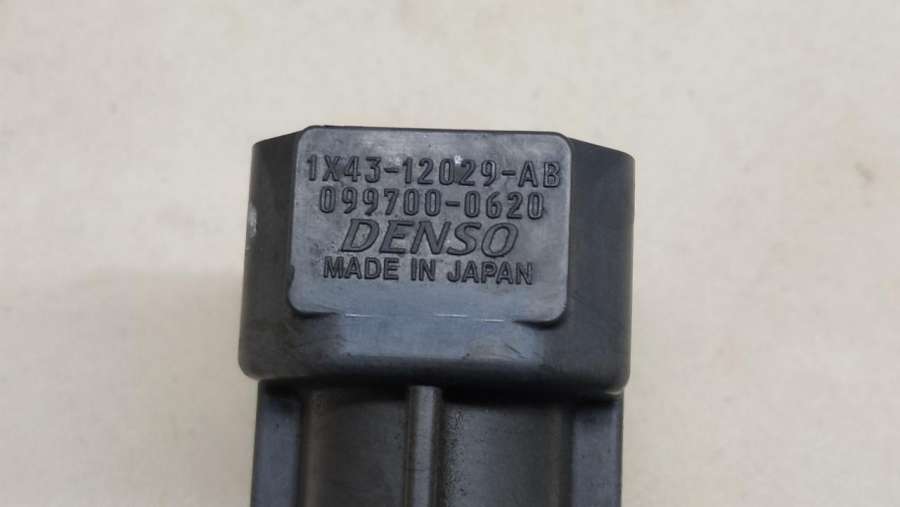 1X43-12029-AB
099700-0620
DENSO
MADE IN JAPAN